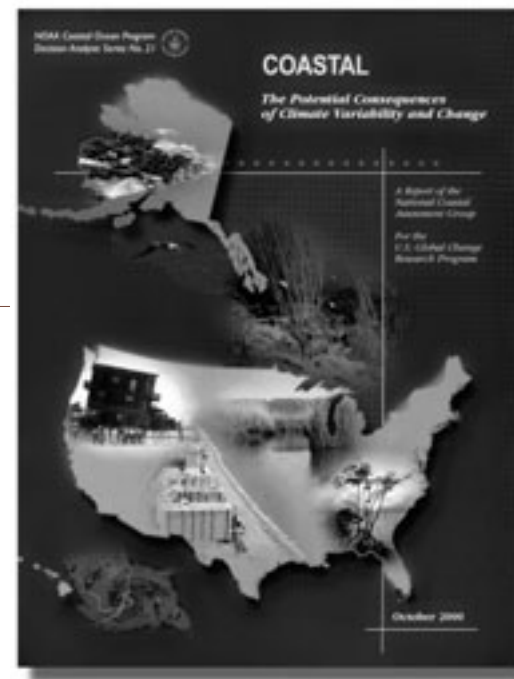 NOAA Coastal Ocean Program
Decision Analysis Series No. 21
COASTAL
The Potential Consequences
of Climate Variability and Change
A Report of the
National Coastal
Assessment Group
For the
U.S. Global Change
Research Program
October 2000